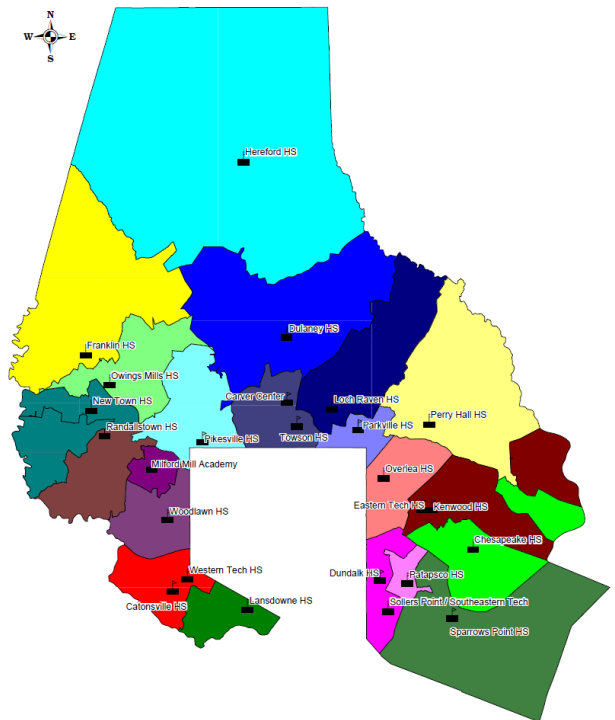 N
W E
S
Hereford HS
Dulaney HS
Franklin HS
Owings Mills HS
Carver Center
Loch Raven HS
New Town HS
Perry Hall HS
Randallstown HS
Pikesville HS
Towson HS
Parkville HS
Milford Mill Academy
Overlea HS
Eastern Tech HS
Kenwood HS
Woodlawn HS
Chesapeake HS
Western Tech HS
Dundalk HS
Patapsco HS
Catonsville HS
Lansdowne HS
Sollers Point / Southeastern Tech
Sparrows Point HS